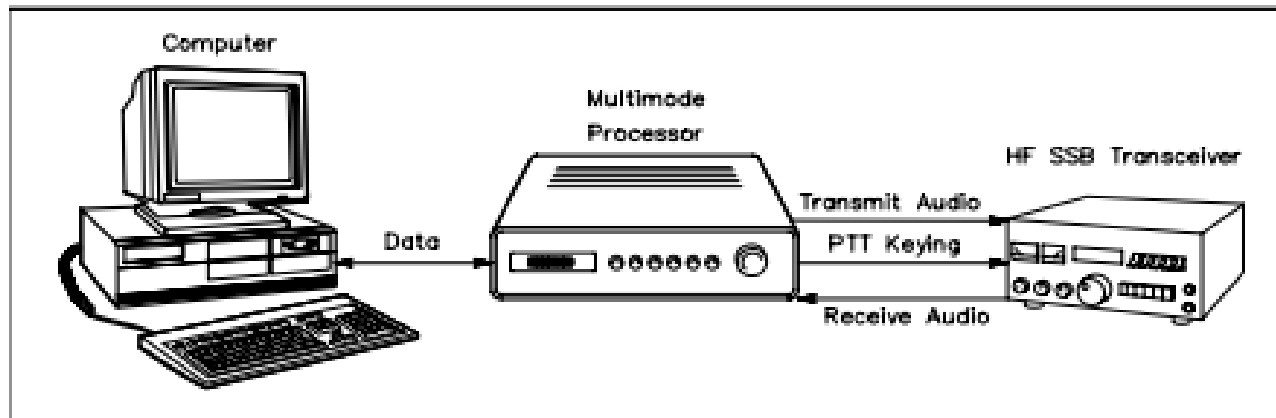 Computer
Multimode
Processor
HF SSB Transceiver
Data
Transmit Audio
PTT Keying
Receive Audio